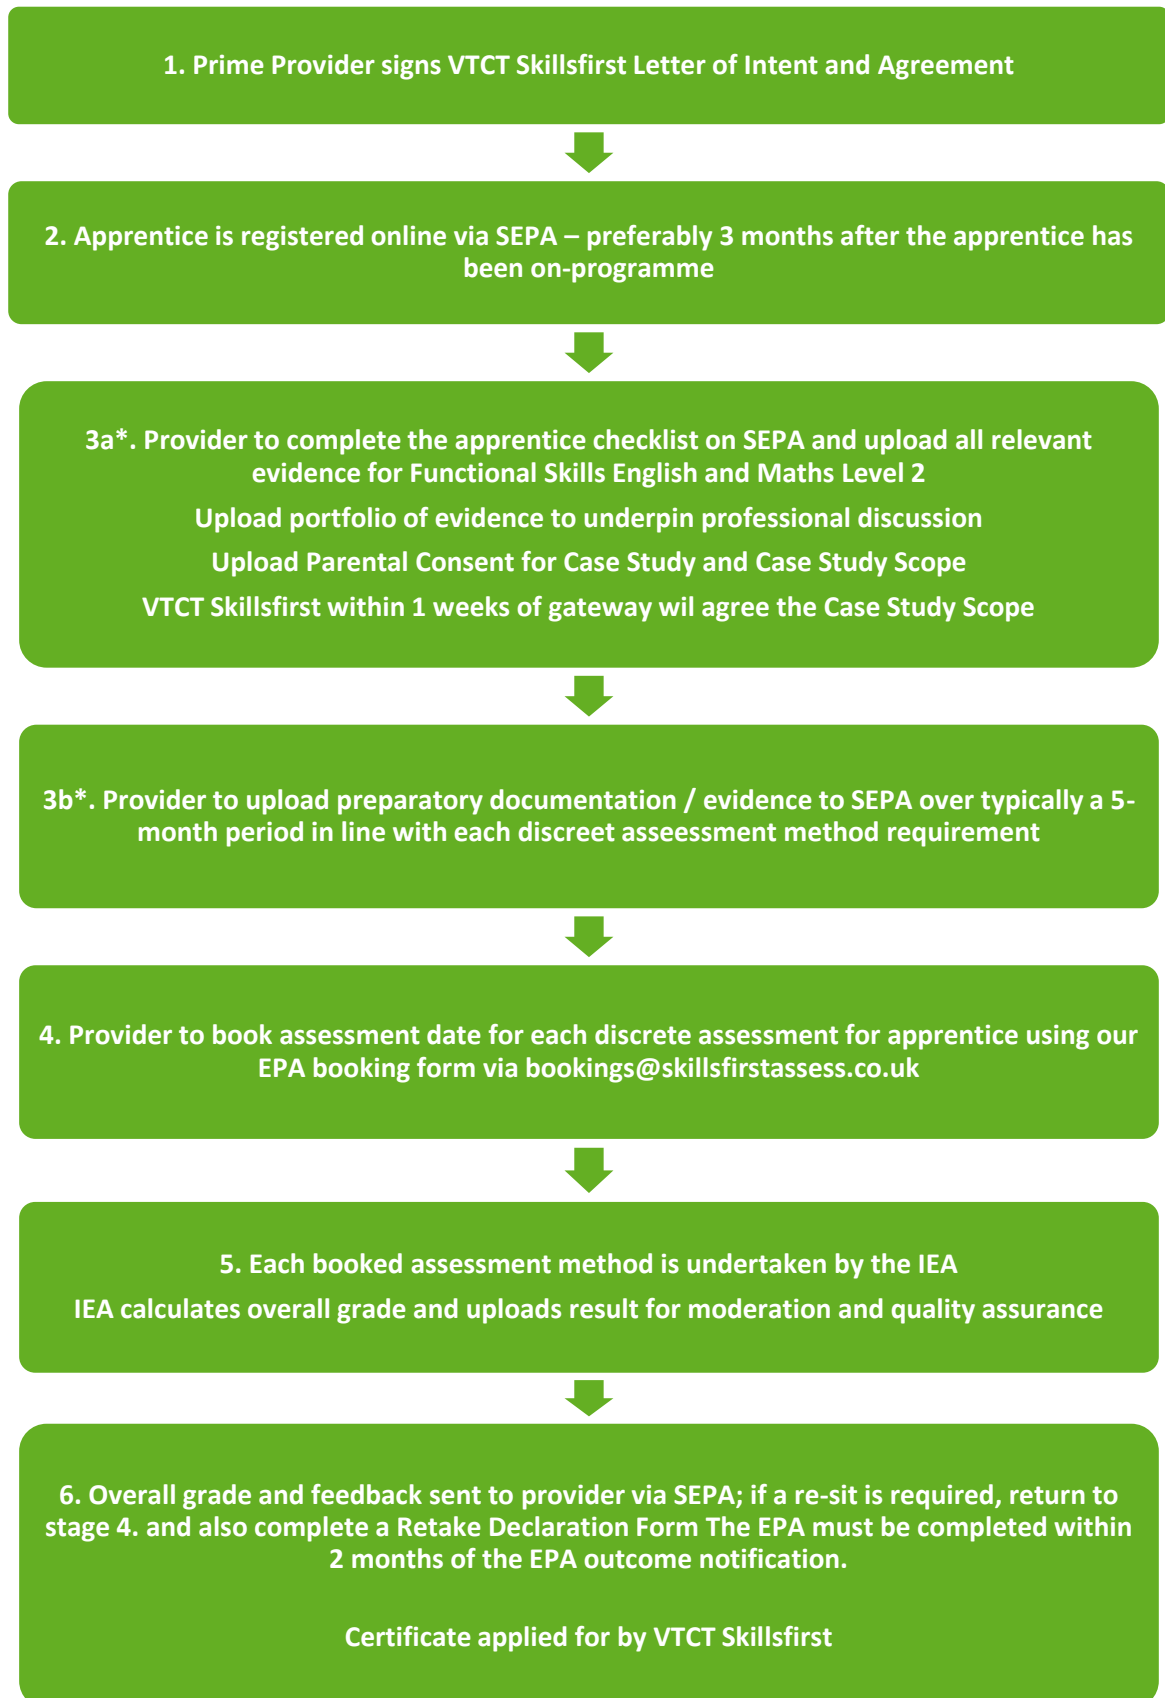 1. Prime Provider signs VTCT Skillsfirst Letter of Intent and Agreement
2. Apprentice is registered online via SEPA – preferably 3 months after the apprentice has
been on-programme
3a*. Provider to complete the apprentice checklist on SEPA and upload all relevant
evidence for Functional Skills English and Maths Level 2
Upload portfolio of evidence to underpin professional discussion
Upload Parental Consent for Case Study and Case Study Scope
VTCT Skillsfirst within 1 weeks of gateway wil agree the Case Study Scope
3b*. Provider to upload preparatory documentation / evidence to SEPA over typically a 5-
month period in line with each discreet asseessment method requirement
4. Provider to book assessment date for each discrete assessment for apprentice using our
EPA booking form via bookings@skillsfirstassess.co.uk
5. Each booked assessment method is undertaken by the IEA
IEA calculates overall grade and uploads result for moderation and quality assurance
6. Overall grade and feedback sent to provider via SEPA; if a re-sit is required, return to
stage 4. and also complete a Retake Declaration Form The EPA must be completed within
2 months of the EPA outcome notification.
Certificate applied for by VTCT Skillsfirst